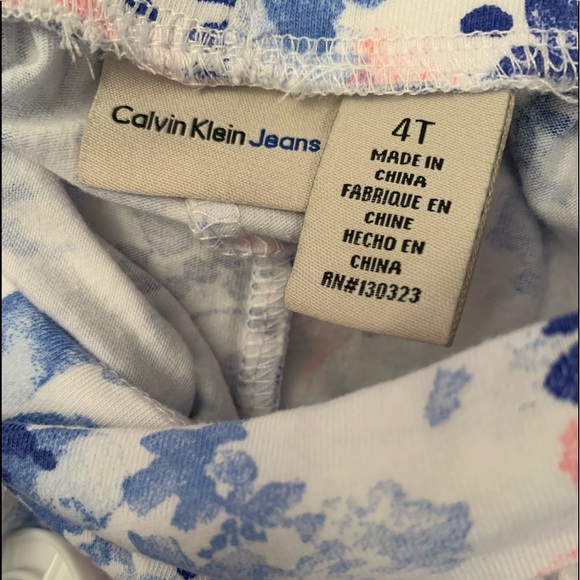 Calvin Klein Jeans
4T
MADE IN
CHINA
FABRIQUE EN
CHINE
HECHO EN
CHINA
RN#130323